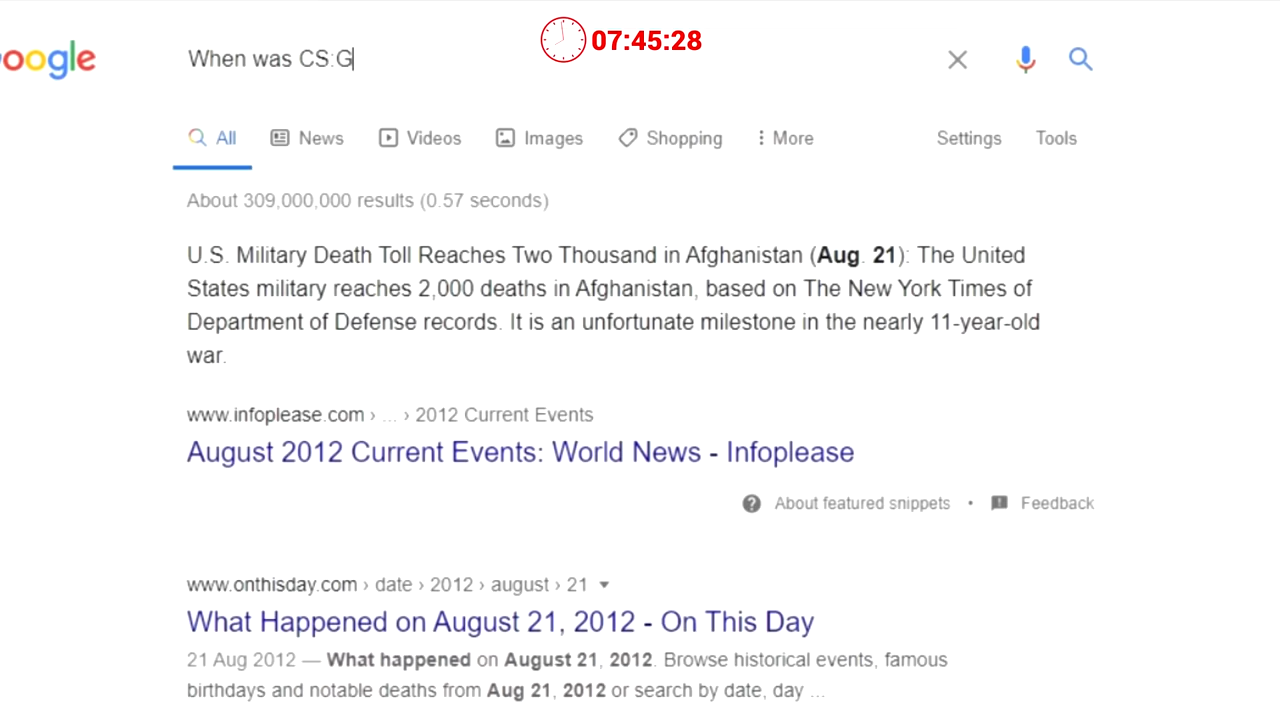 oogle When was CS:G 07:45:28
All News Videos Images Shopping More Settings Tools
About 309,000,000 results (0.57 seconds)
U.S. Military Death Toll Reaches Two Thousand in Afghanistan (Aug. 21): The United
States military reaches 2,000 deaths in Afghanistan, based on The New York Times of
Department of Defense records. It is an unfortunate milestone in the nearly 11-year-old
war.
www.infoplease.com › ... › 2012 Current Events
August 2012 Current Events: World News - Infoplease
About featured snippets • Feedback
www.onthisday.com › date › 2012 › august › 21
What Happened on August 21, 2012 - On This Day
21 Aug 2012 — What happened on August 21, 2012. Browse historical events, famous
birthdays and notable deaths from Aug 21, 2012 or search by date, day ...